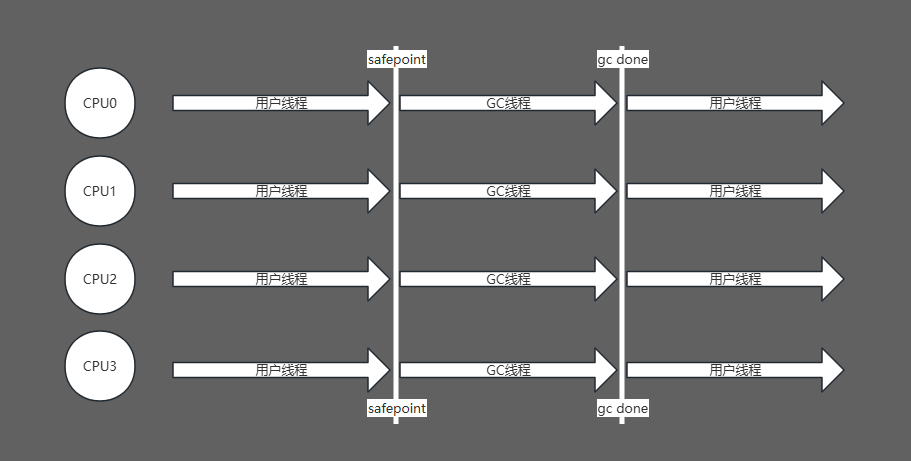 safepoint
gc done
CPU0
用户线程
GC线程
用户线程
CPU1
用户线程
GC线程
用户线程
CPU2
用户线程
GC线程
用户线程
CPU3
用户线程
GC线程
用户线程
safepoint
gc done